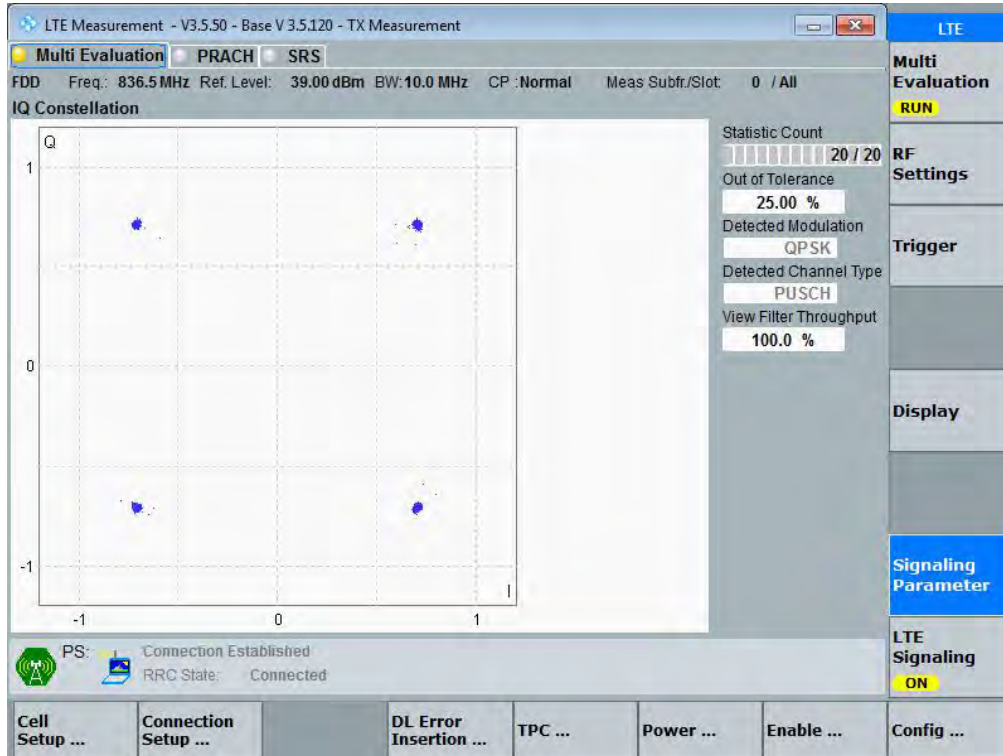 LTE Measurement - V3.5.50 - Base V 3.5.120 - TX Measurement
LTE
Multi Evaluation PRACH SRS
FDD Freq.: 836.5 MHz Ref. Level: 39.00 dBm BW: 10.0 MHz CP : Normal Meas Subfr./Slot: 0 / All
IQ Constellation
Q
1
0
-1
I
-1 0 1
Statistic Count
20 / 20
Out of Tolerance
25.00 %
Detected Modulation
QPSK
Detected Channel Type
PUSCH
View Filter Throughput
100.0 %
Multi
Evaluation
RUN
RF
Settings
Trigger
Display
Signaling
Parameter
LTE
Signaling
ON
PS: Connection Established
RRC State: Connected
Cell
Setup ...
Connection
Setup ...
DL Error
Insertion ...
TPC ...
Power ...
Enable ...
Config ...